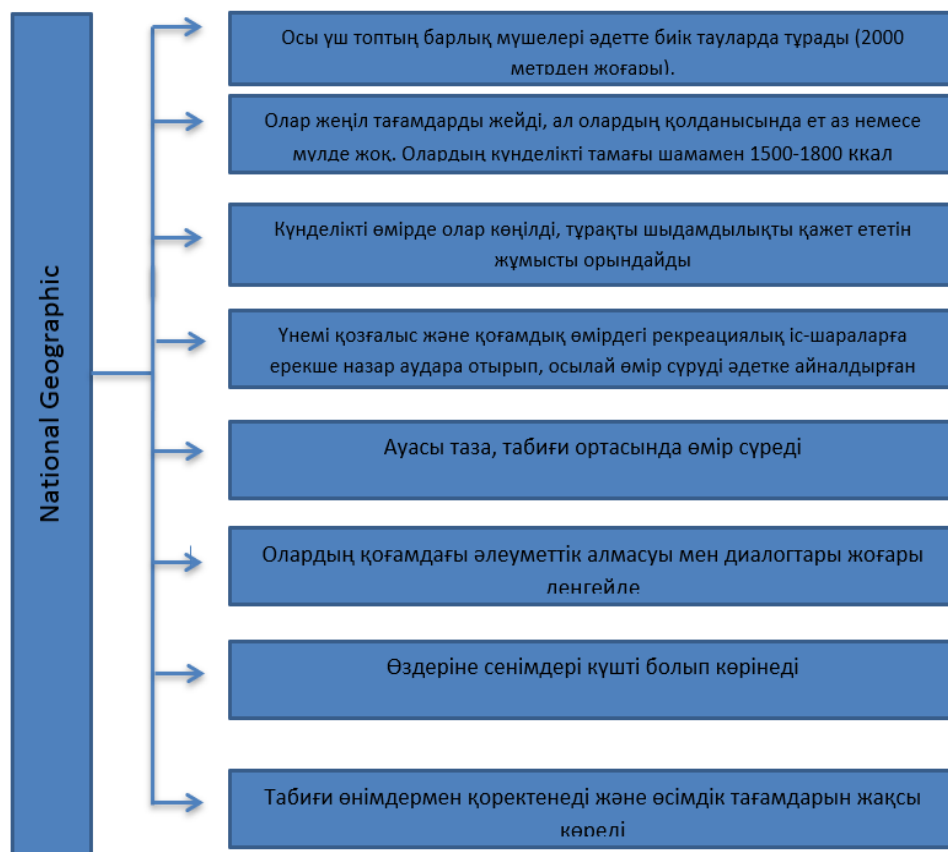 National Geographic
Осы үш топтың барлық мүшелері әдетте биік тауларда тұрады (2000
метрден жоғары).
Олар жеңіл тағамдарды жейді, ал олардың қолданысында ет аз немесе
мүлде жоқ. Олардың күнделікті тамағы шамамен 1500-1800 ккал
Күнделікті өмірде олар көңілді, тұрақты шыдамдылықты қажет ететін
жұмысты орындайды
Үнемі қозғалыс және қоғамдық өмірдегі рекреациялық іс-шараларға
ерекше назар аудара отырып, осылай өмір сүруді әдетке айналдырған
Ауасы таза, табиғи ортасында өмір сүреді
Олардың қоғамдағы әлеуметтік алмасуы мен диалогтары жоғары
деңгейде
Өздеріне сенімдері күшті болып көрінеді
Табиғи өнімдермен қоректенеді және өсімдік тағамдарын жақсы
көреді